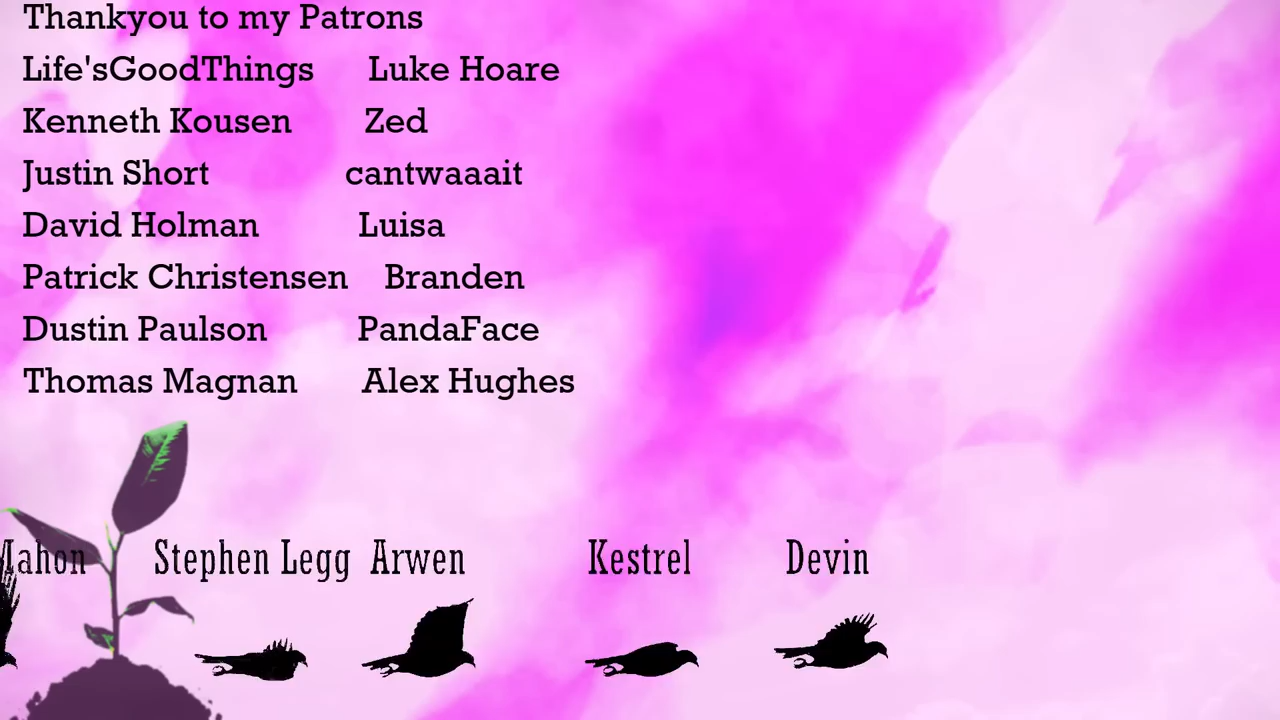 Thankyou to my Patrons
Life'sGoodThings Luke Hoare
Kenneth Kousen Zed
Justin Short cantwaaait
David Holman Luisa
Patrick Christensen Branden
Dustin Paulson PandaFace
Thomas Magnan Alex Hughes
Mahon Stephen Legg Arwen Kestrel Devin